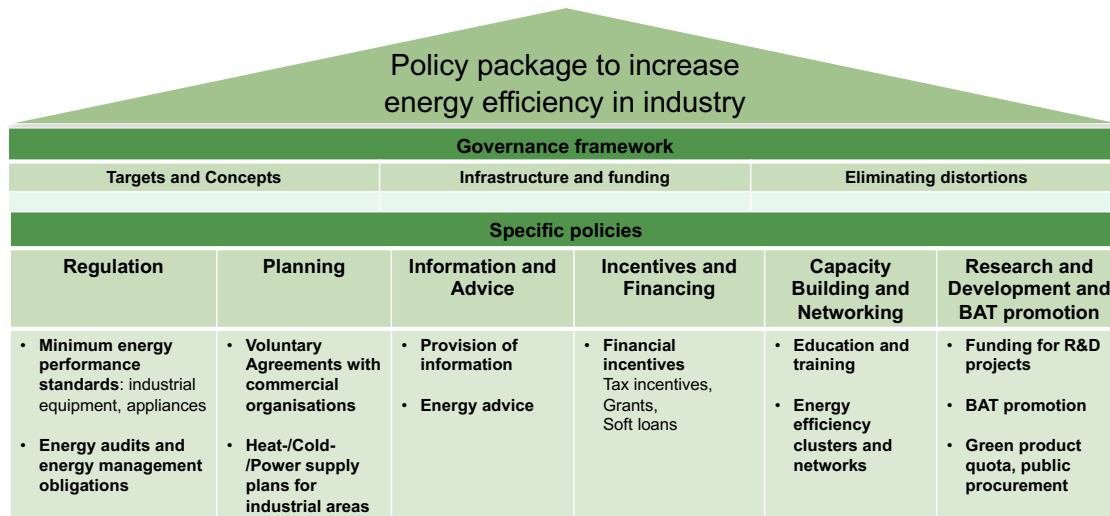 Policy package to increase
energy efficiency in industry
Governance framework
Targets and Concepts
Infrastructure and funding
Eliminating distortions
Specific policies
Regulation
Planning
Information and
Advice
Incentives and
Financing
Capacity
Building and
Networking
Research and
Development and
BAT promotion
• Minimum energy
performance
standards: industrial
equipment, appliances
• Energy audits and
energy management
obligations
• Voluntary
Agreements with
commercial
organisations
• Heat-/Cold-
/Power supply
plans for
industrial areas
• Provision of
information
• Energy advice
• Financial
incentives
Tax incentives,
Grants,
Soft loans
• Education and
training
• Energy
efficiency
clusters and
networks
• Funding for R&D
projects
• BAT promotion
• Green product
quota, public
procurement